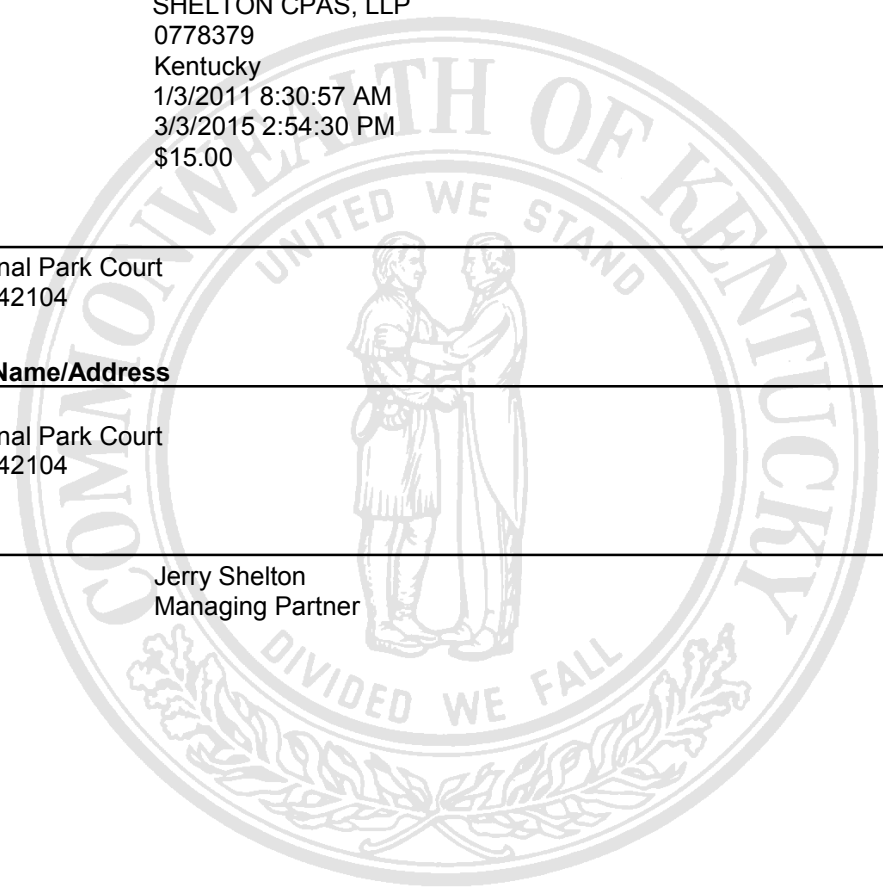 SHELTON CPAS, LLP
0778379
Kentucky
1/3/2011 8:30:57 AM
3/3/2015 2:54:30 PM
$15.00
COMMONWEALTH OF KENTUCKY
UNITED WE STAND
nal Park Court
42104
Name/Address
nal Park Court
42104
Jerry Shelton
Managing Partner
DIVIDED WE FALL